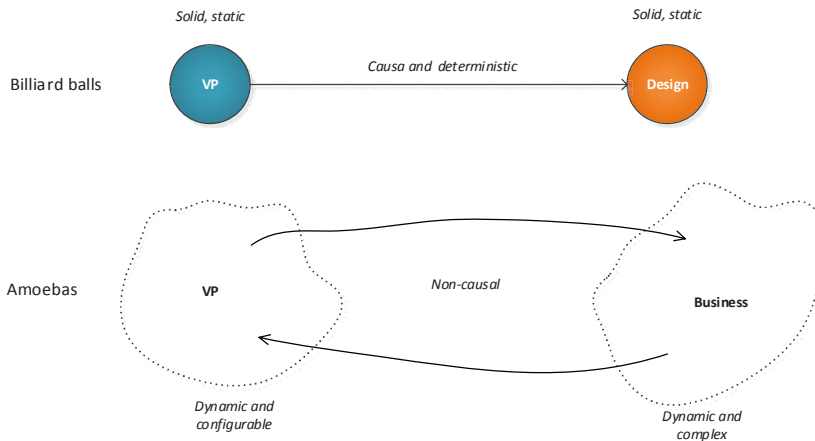 Solid, static
Solid, static
Billiard balls
VP
Causa and deterministic
Design
Amoebas
VP
Non-causal
Business
Dynamic and
configurable
Dynamic and
complex